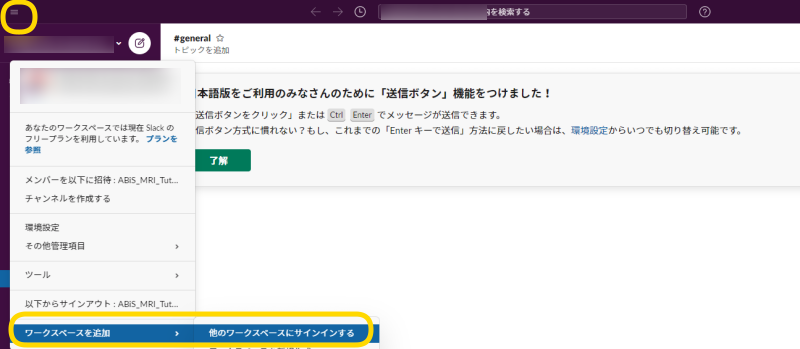 内を検索する
#general
トピックを追加
本語版をご利用のみなさんのために「送信ボタン」機能をつけました！
送信ボタンをクリック」または Ctrl Enter でメッセージが送信できます。
信ボタン方式に慣れない？もし、これまでの「Enter キーで送信」方法に戻したい場合は、環境設定からいつでも切り替え可能です。
了解
あなたのワークスペースでは現在 Slack の
フリープランを利用しています。 プランを
参照
メンバーを以下に招待 : ABiS_MRI_Tut...
チャンネルを作成する
環境設定
その他管理項目
ツール
以下からサインアウト : ABiS_MRI_Tut...
ワークスペースを追加
他のワークスペースにサインインする